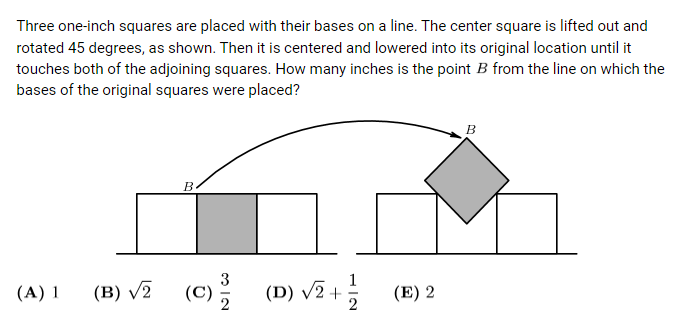 Three one-inch squares are placed with their bases on a line. The center square is lifted out and
rotated 45 degrees, as shown. Then it is centered and lowered into its original location until it
touches both of the adjoining squares. How many inches is the point B from the line on which the
bases of the original squares were placed?
B
B
(A) 1 (B) √2 (C) 3/2 (D) √2 + 1/2 (E) 2